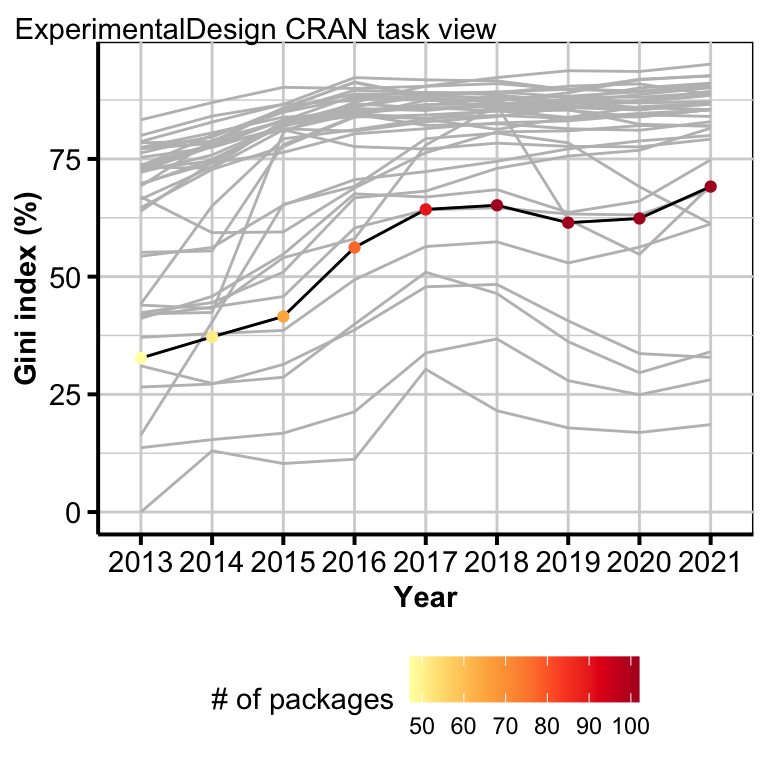 ExperimentalDesign CRAN task view
Gini index (%)
75
50
25
0
2013 2014 2015 2016 2017 2018 2019 2020 2021
Year
# of packages
50 60 70 80 90 100